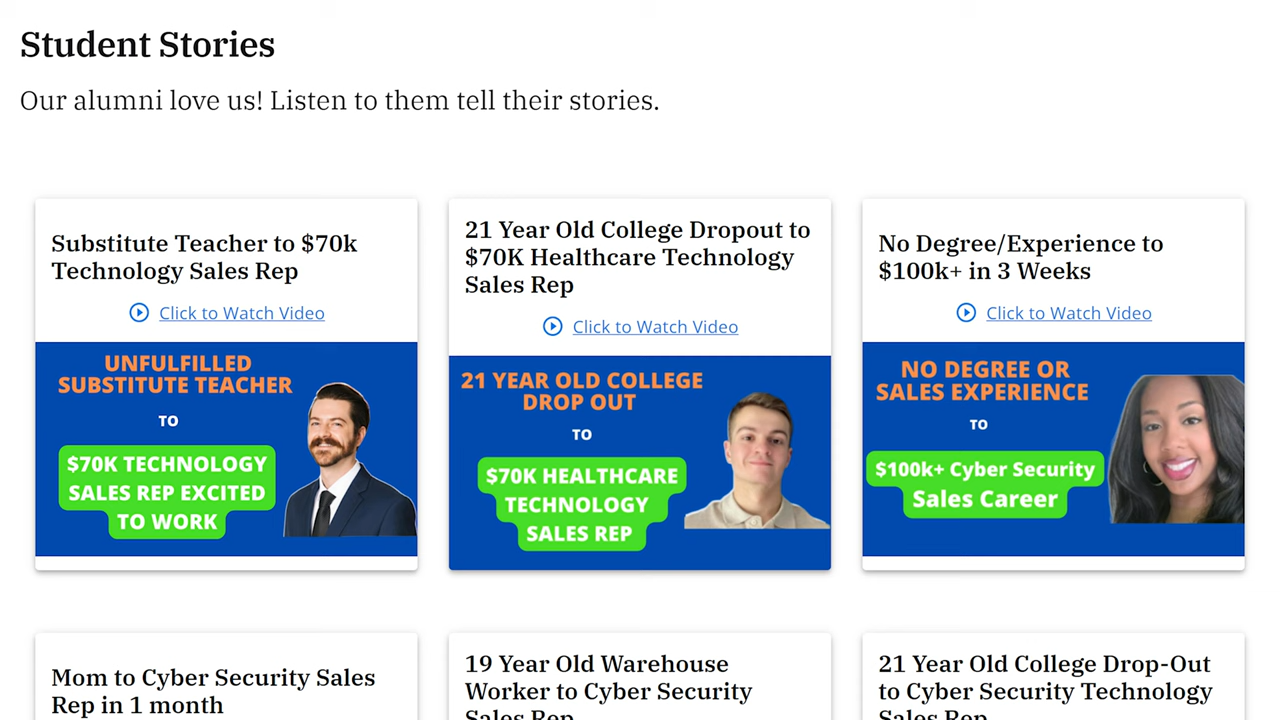 Student Stories
Our alumni love us! Listen to them tell their stories.
Substitute Teacher to $70k
Technology Sales Rep
Click to Watch Video
UNFULFILLED
SUBSTITUTE TEACHER
TO
$70K TECHNOLOGY
SALES REP EXCITED
TO WORK
21 Year Old College Dropout to
$70K Healthcare Technology
Sales Rep
Click to Watch Video
21 YEAR OLD COLLEGE
DROP OUT
TO
$70K HEALTHCARE
TECHNOLOGY
SALES REP
No Degree/Experience to
$100k+ in 3 Weeks
Click to Watch Video
NO DEGREE OR
SALES EXPERIENCE
TO
$100k+ Cyber Security
Sales Career
Mom to Cyber Security Sales
Rep in 1 month
19 Year Old Warehouse
Worker to Cyber Security
Sales Rep
21 Year Old College Drop-Out
to Cyber Security Technology
Sales Rep